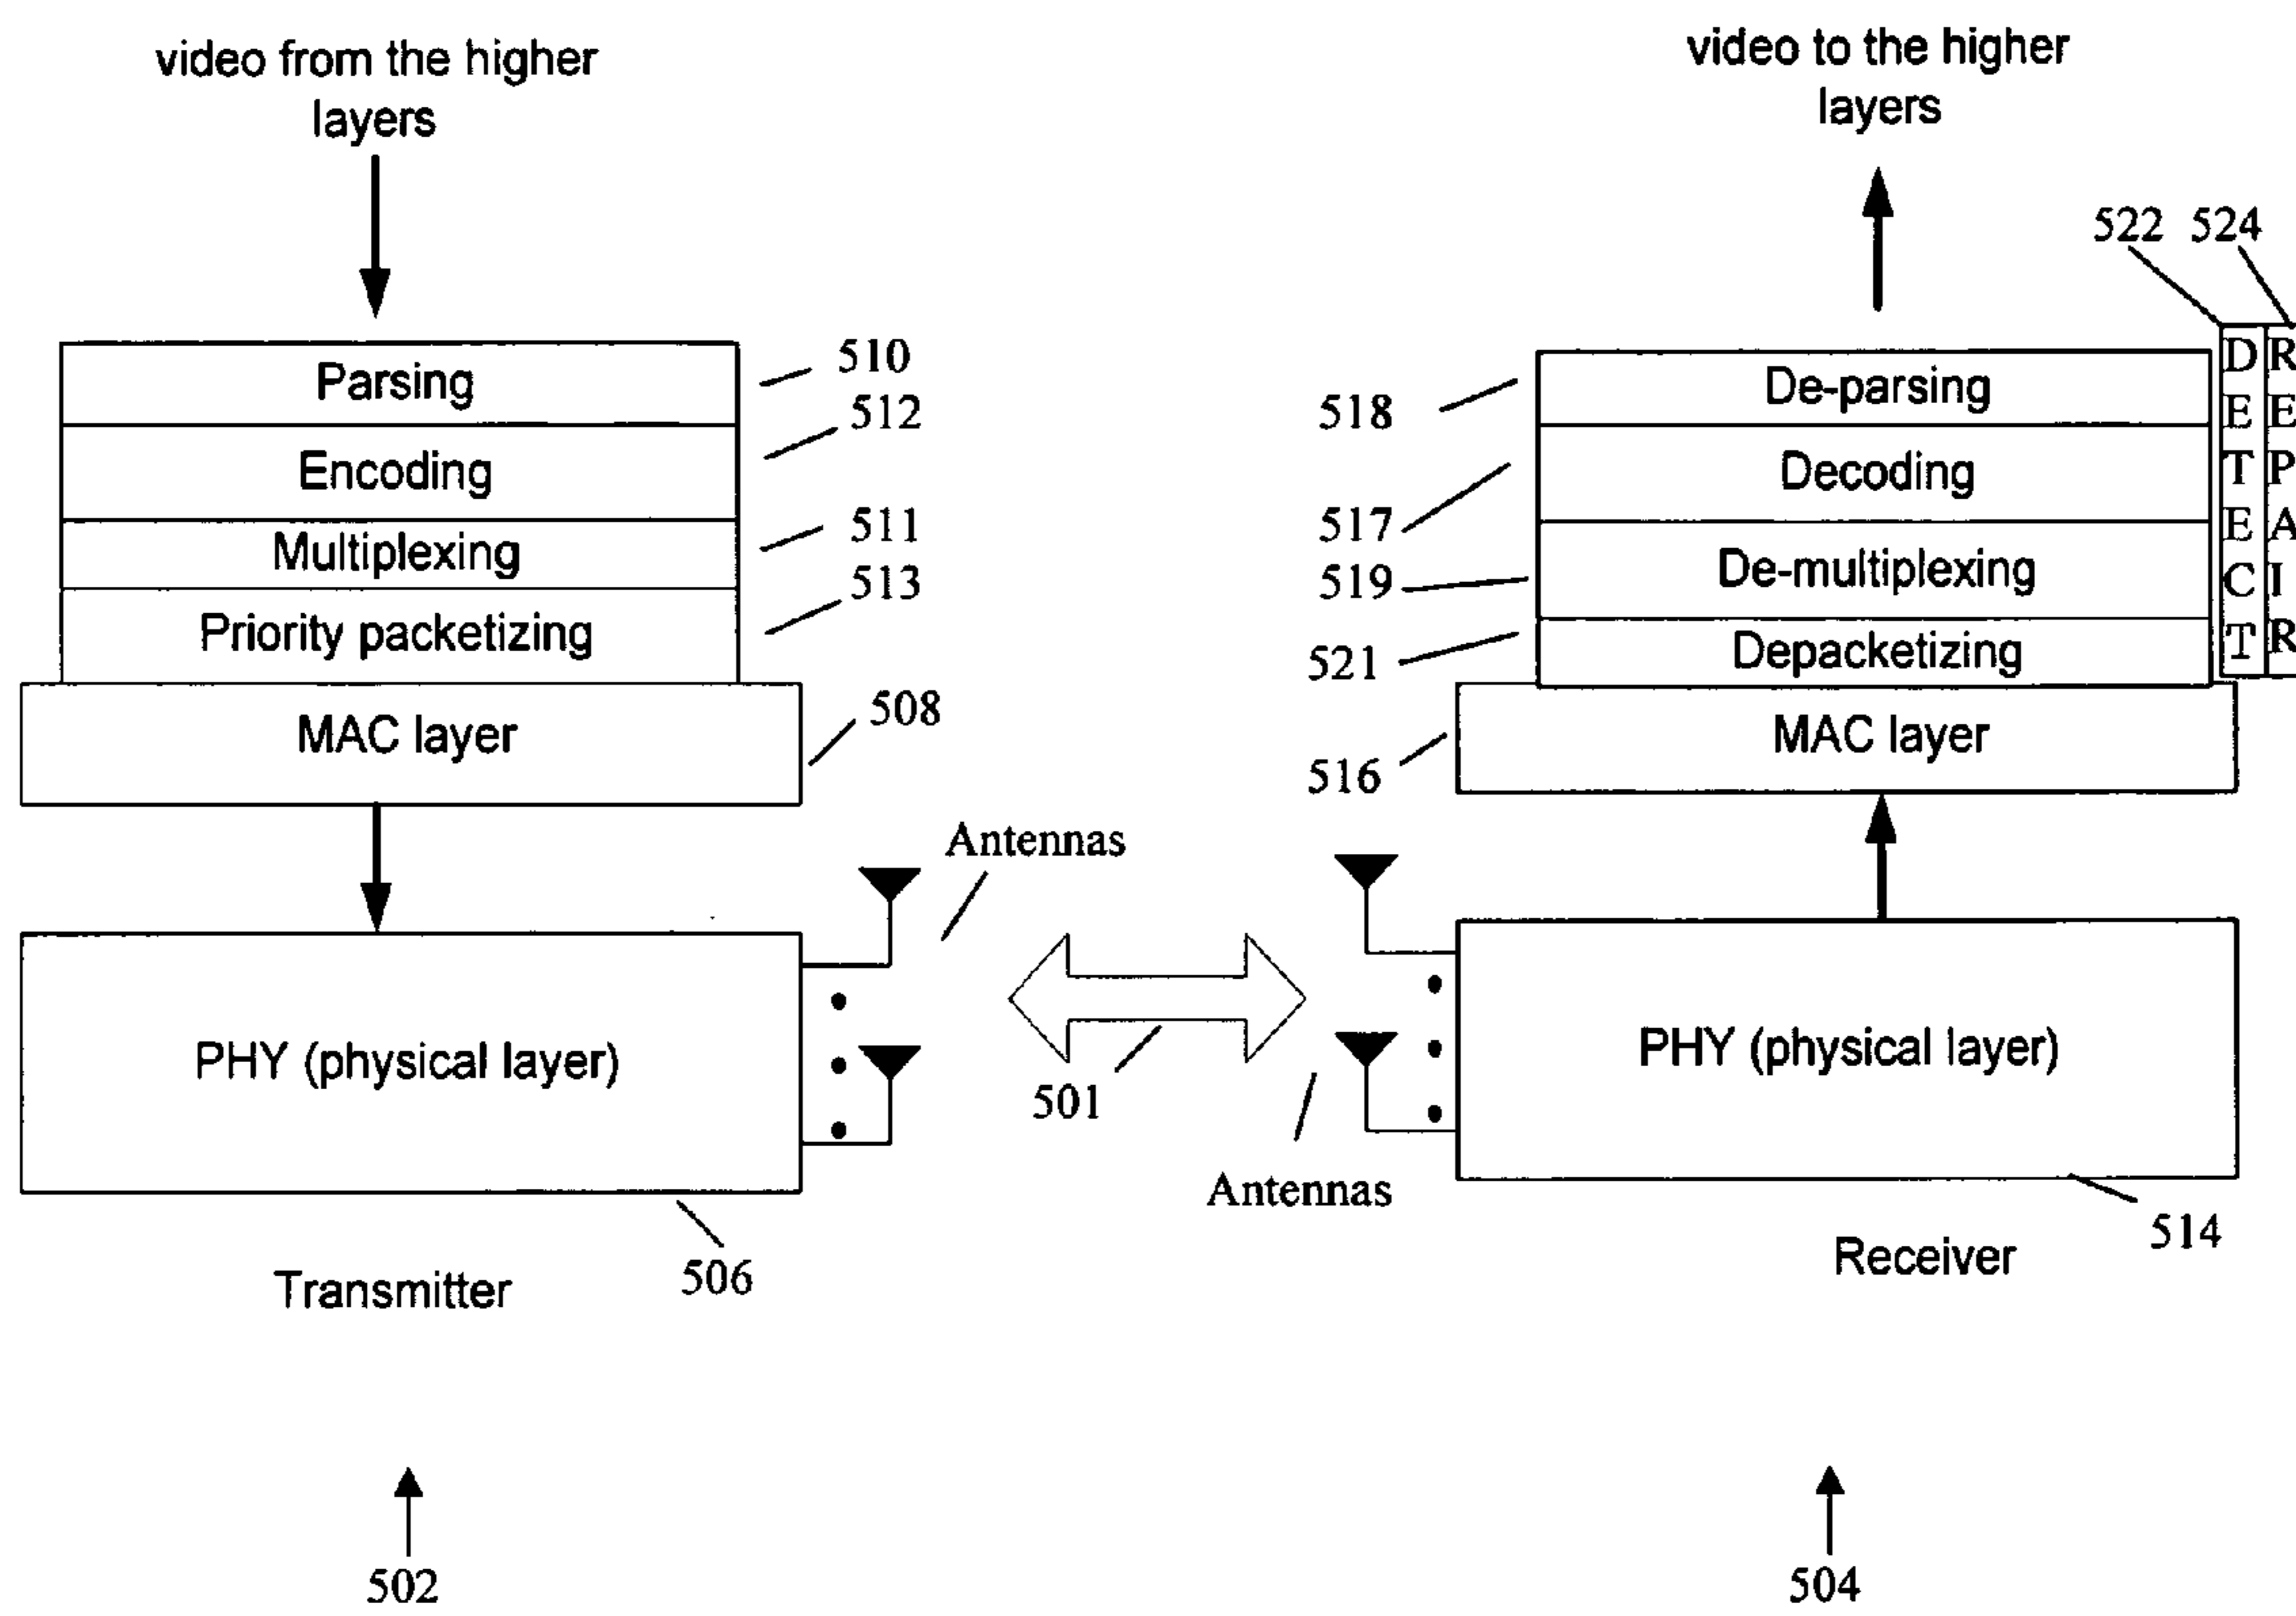 video from the higher
layers
Parsing
510
Encoding
512
Multiplexing
511
Priority packetizing
513
MAC layer
508
PHY (physical layer)
506
Antennas
Transmitter
502
501
video to the higher
layers
522 524
De-parsing
518
Decoding
517
De-multiplexing
519
Depacketizing
521
DETECT
REPAIR
MAC layer
516
PHY (physical layer)
514
Antennas
Receiver
504